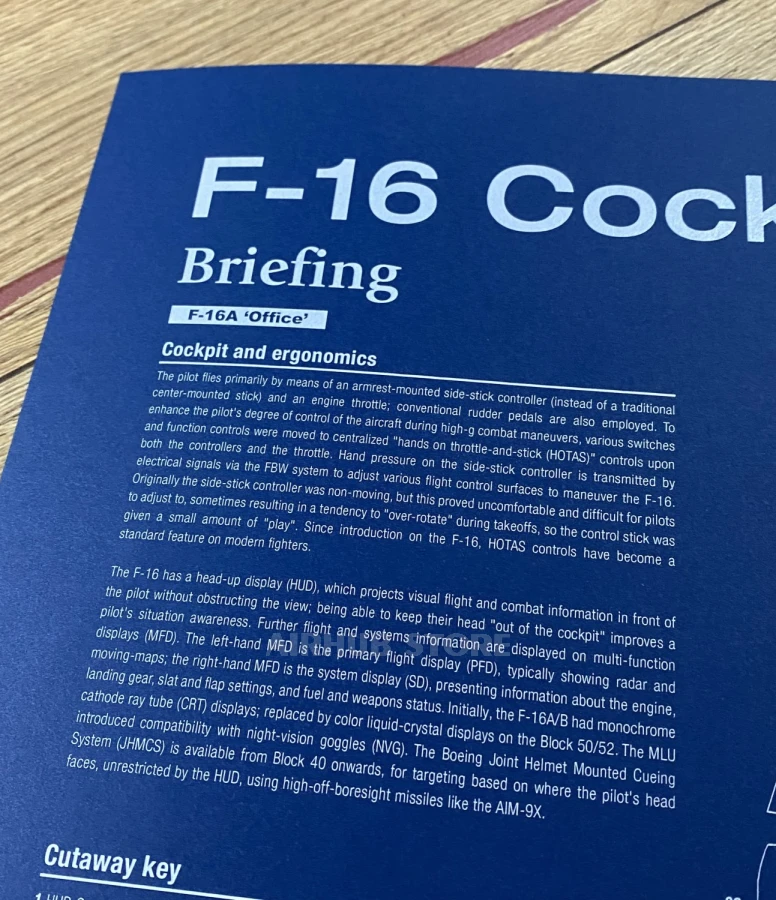 F-16 Cock
Briefing
F-16A ‘Office’
Cockpit and ergonomics
The pilot flies primarily by means of an armrest-mounted side-stick controller (instead of a traditional
center-mounted stick) and an engine throttle; conventional rudder pedals are also employed. To
enhance the pilot's degree of control of the aircraft during high-g combat maneuvers, various switches
and function controls were moved to centralized "hands on throttle-and-stick (HOTAS)" controls upon
both the controllers and the throttle. Hand pressure on the side-stick controller is transmitted by
electrical signals via the FBW system to adjust various flight control surfaces to maneuver the F-16.
Originally the side-stick controller was non-moving, but this proved uncomfortable and difficult for pilots
to adjust to, sometimes resulting in a tendency to "over-rotate" during takeoffs, so the control stick was
given a small amount of "play". Since introduction on the F-16, HOTAS controls have become a
standard feature on modern fighters.
The F-16 has a head-up display (HUD), which projects visual flight and combat information in front of
the pilot without obstructing the view; being able to keep their head "out of the cockpit" improves a
pilot's situation awareness. Further flight and systems information are displayed on multi-function
displays (MFD). The left-hand MFD is the primary flight display (PFD), typically showing radar and
moving-maps; the right-hand MFD is the system display (SD), presenting information about the engine,
landing gear, slat and flap settings, and fuel and weapons status. Initially, the F-16A/B had monochrome
cathode ray tube (CRT) displays; replaced by color liquid-crystal displays on the Block 50/52. The MLU
introduced compatibility with night-vision goggles (NVG). The Boeing Joint Helmet Mounted Cueing
System (JHMCS) is available from Block 40 onwards, for targeting based on where the pilot's head
faces, unrestricted by the HUD, using high-off-boresight missiles like the AIM-9X.
AIRHUB STORE
Cutaway key
1 HUD